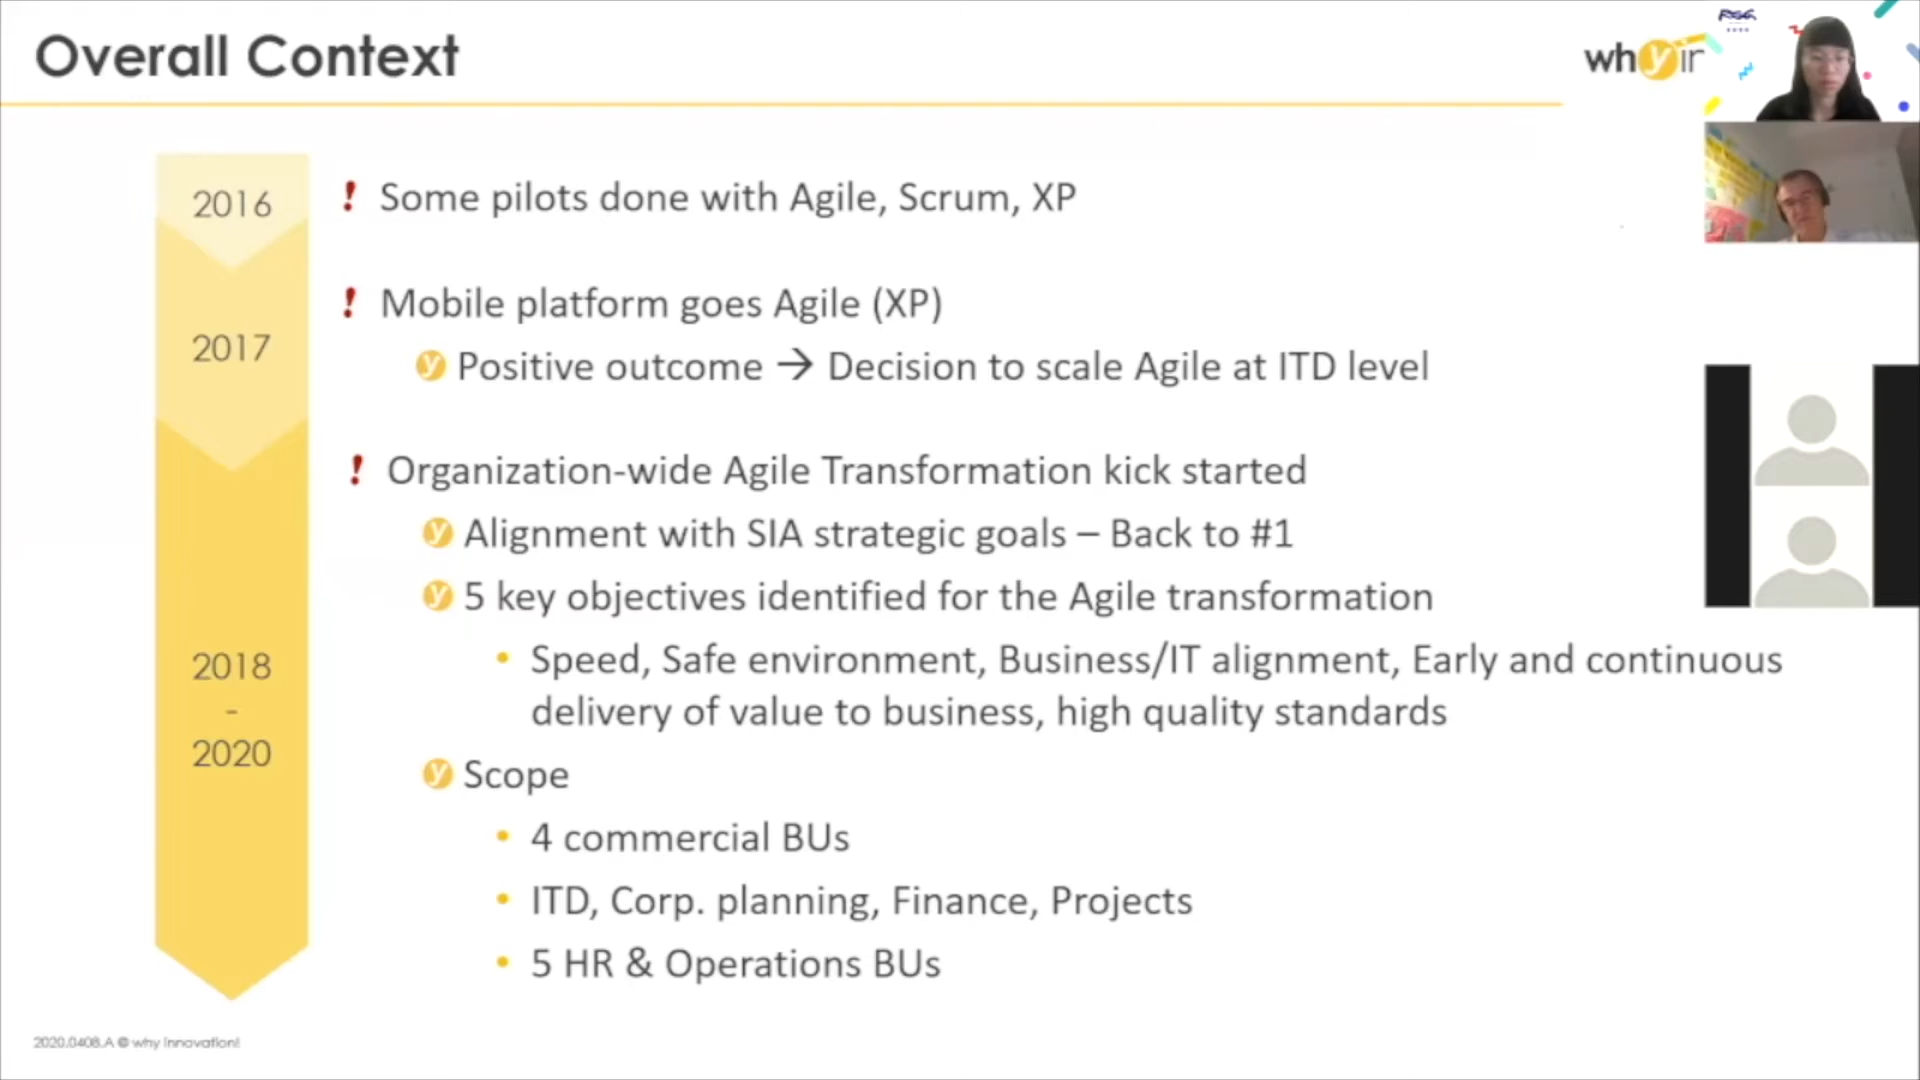 Overall Context
whyin
2016
Some pilots done with Agile, Scrum, XP
2017
Mobile platform goes Agile (XP)
Positive outcome → Decision to scale Agile at ITD level
2018
-
2020
Organization-wide Agile Transformation kick started
Alignment with SIA strategic goals – Back to #1
5 key objectives identified for the Agile transformation
Speed, Safe environment, Business/IT alignment, Early and continuous
delivery of value to business, high quality standards
Scope
4 commercial BUs
ITD, Corp. planning, Finance, Projects
5 HR & Operations BUs
2020.0408.A @ why innovation!